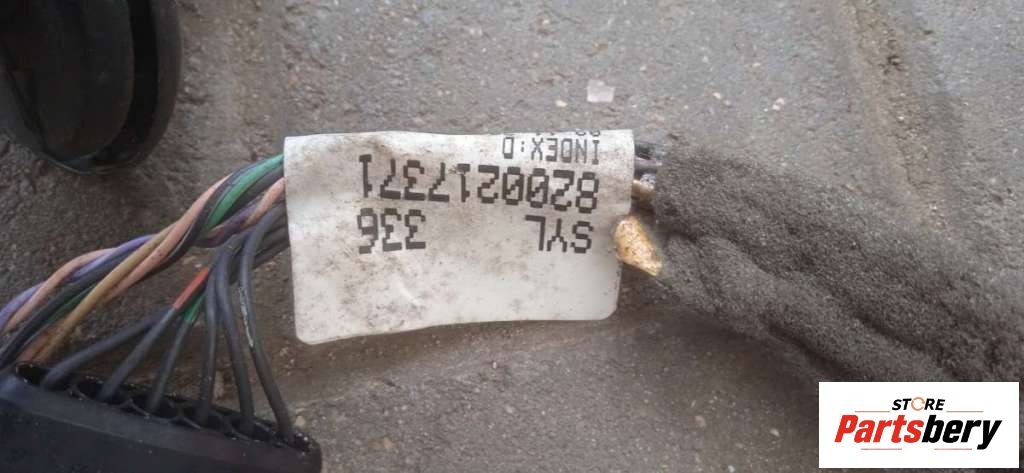 SYL 336
8200217371
INDEX:D
STORE
Partsbery